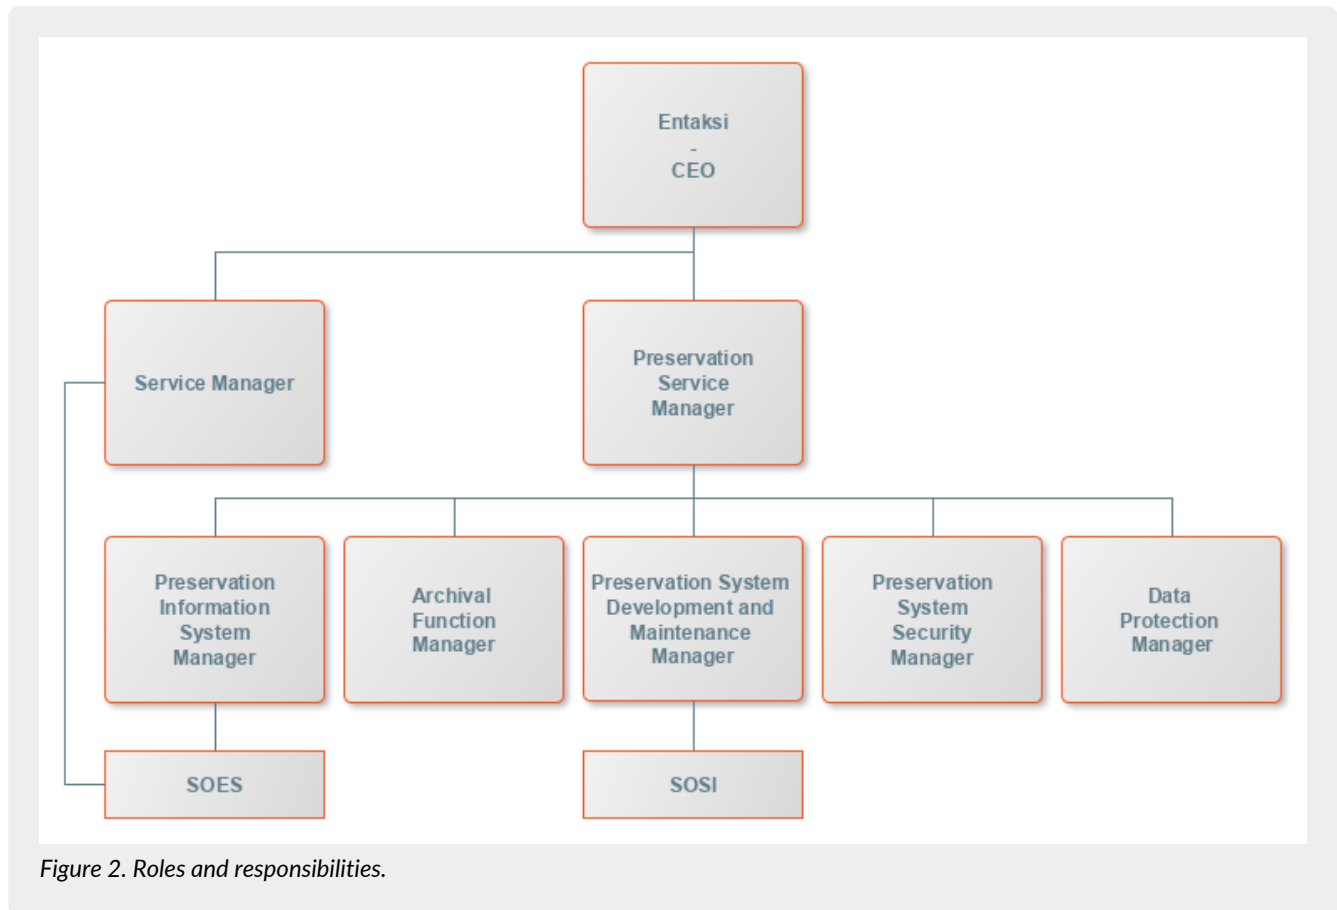 Entaksi
-
CEO
Service Manager
Preservation
Service
Manager
Preservation
Information
System
Manager
Archival
Function
Manager
Preservation System
Development and
Maintenance
Manager
Preservation
System
Security
Manager
Data
Protection
Manager
SOES
SOSI
Figure 2. Roles and responsibilities.